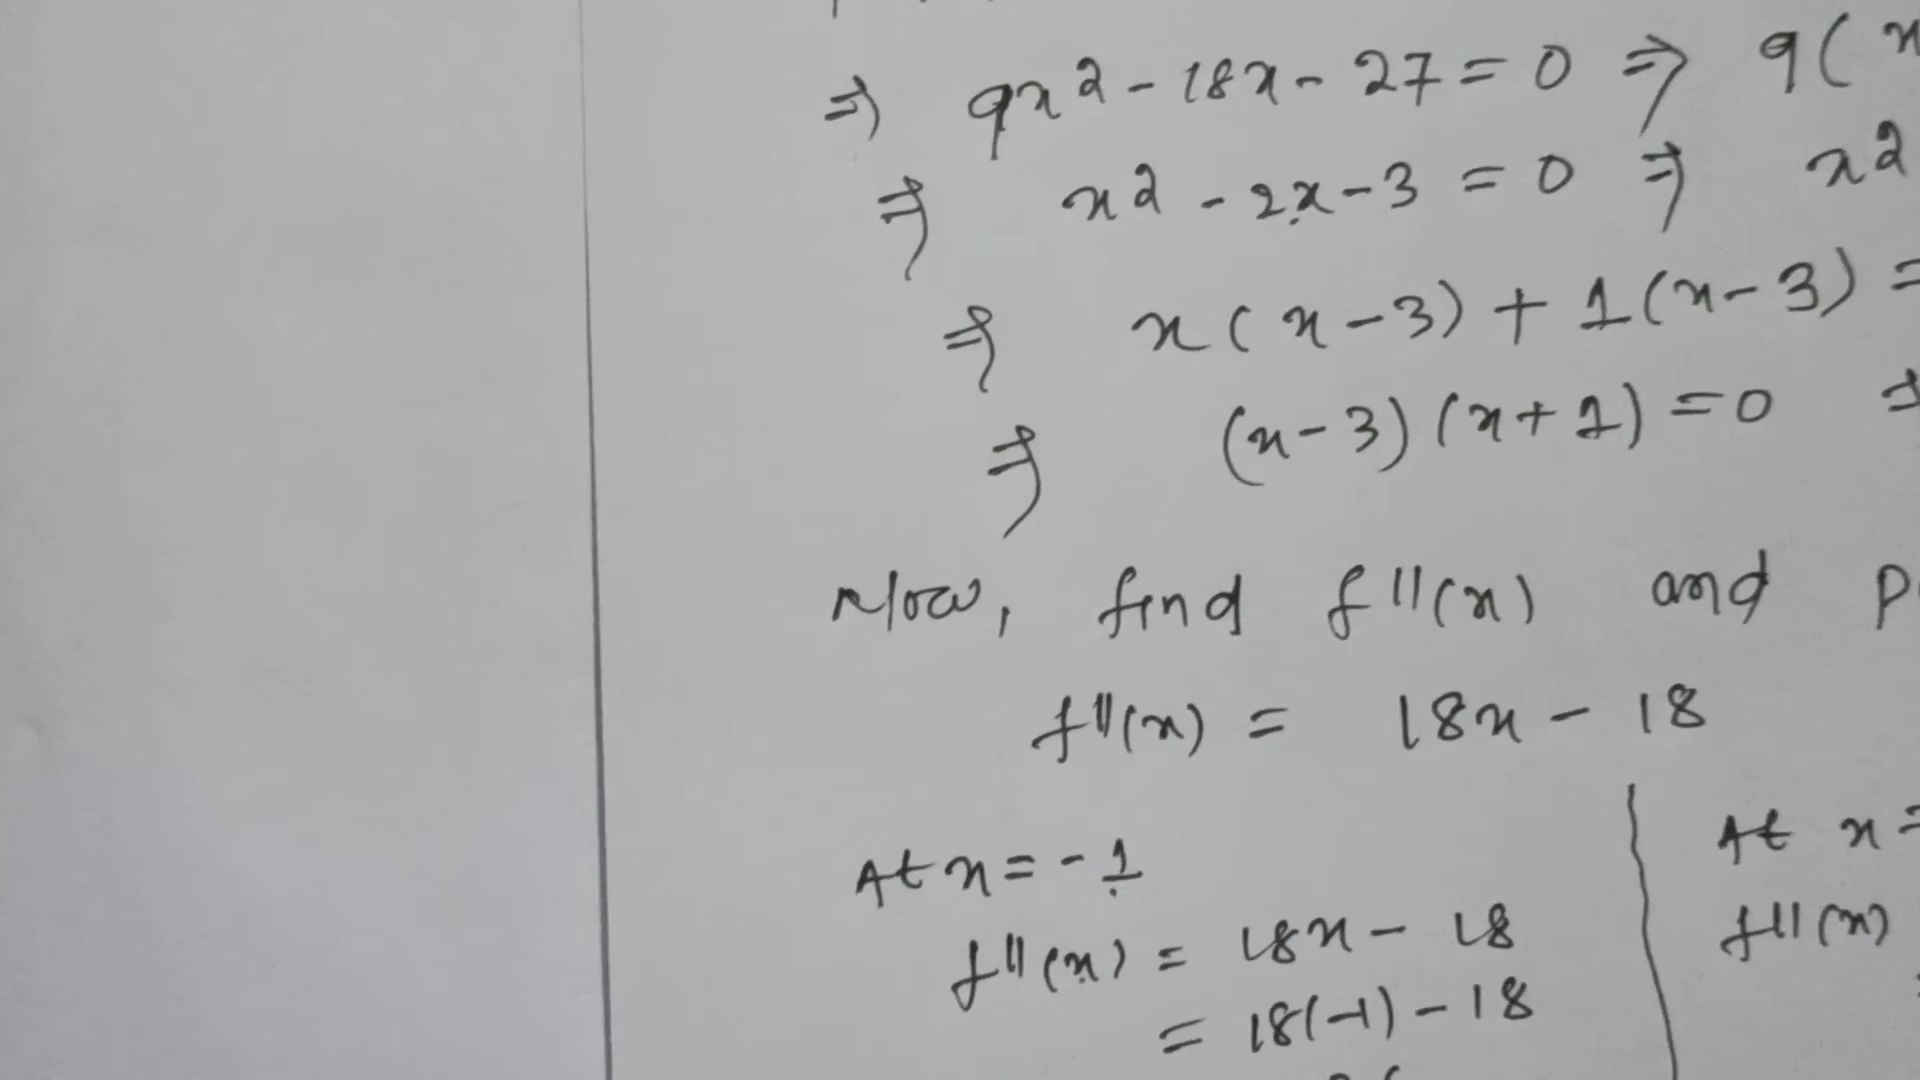 ⇒ 9x² - 18x - 27 = 0 ⇒ 9(x
⇒ x² - 2x - 3 = 0 ⇒ x²
⇒ x(x - 3) + 1(x - 3) =
⇒ (x - 3)(x + 1) = 0 ⇒
Now, find f''(x) and
f''(x) = 18x - 18
At x = -1
f''(x) = 18x - 18
= 18(-1) - 18
At x =
f''(x)